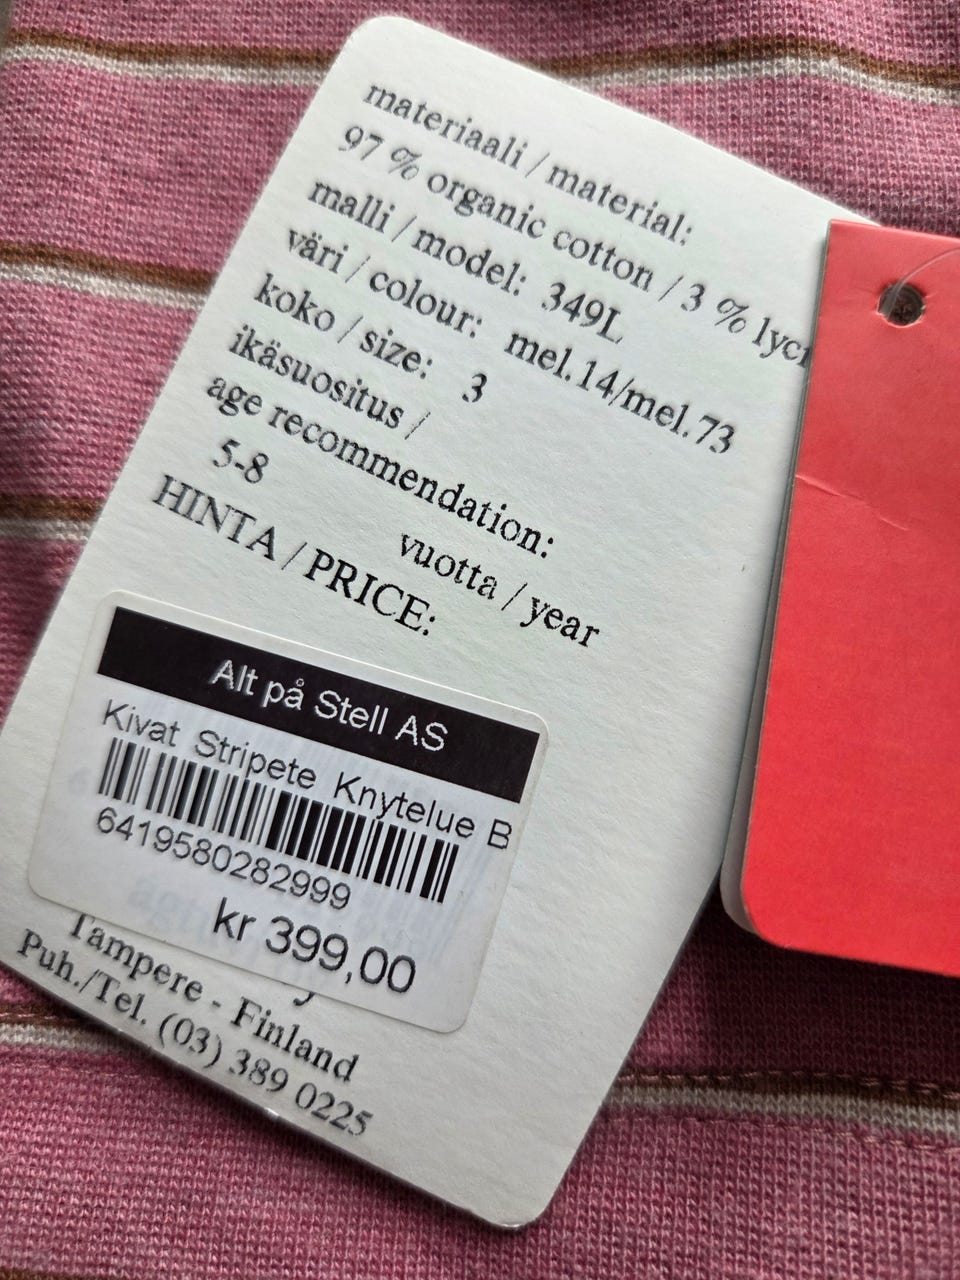 materiaali / material:
97 % organic cotton / 3 % lycr
malli / model: 349L
väri / colour: mel.14/mel.73
koko / size: 3
ikäsuositus /
age recommendation:
5-8 vuotta / year
HINTA / PRICE:
Alt på Stell AS
Kivat Stripete Knytelue B
6419580282999
kr 399,00
Tampere - Finland
Puh./Tel. (03) 389 0225